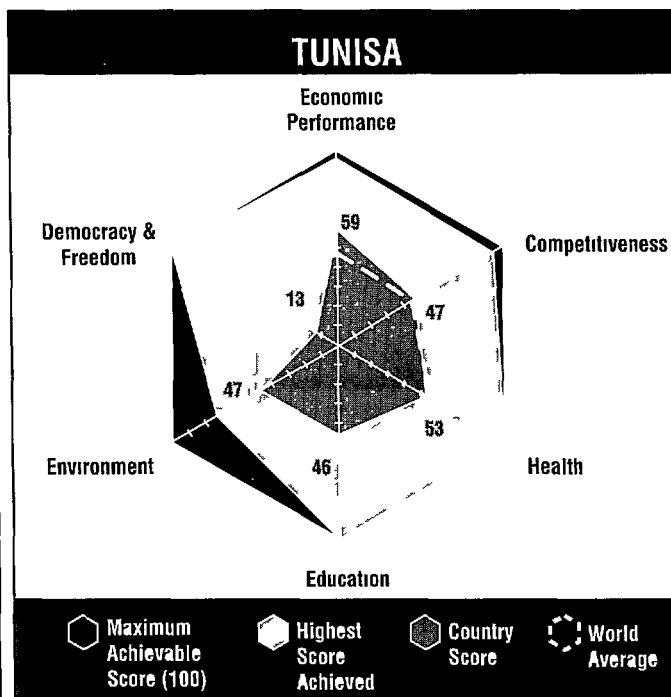 TUNISA
Economic
Performance
59
Democracy &
Freedom
Competitiveness
13
47
47
53
Environment
46
Health
Education
Maximum
Achievable
Score (100)
Highest
Score
Achieved
Country
Score
World
Average